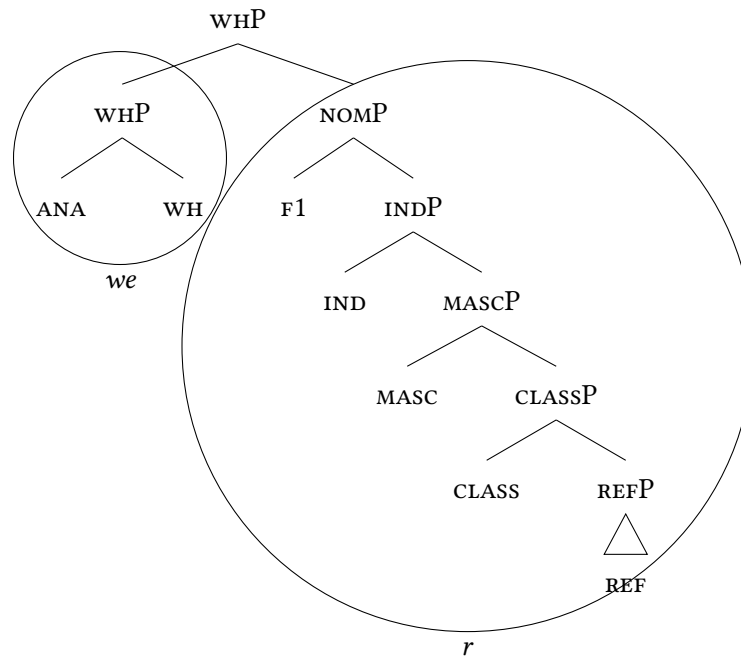 WHP
WHP NOMP
ANA WH F1 INDP
we
IND MASCP
MASC CLASSP
CLASS REFP
REF
r